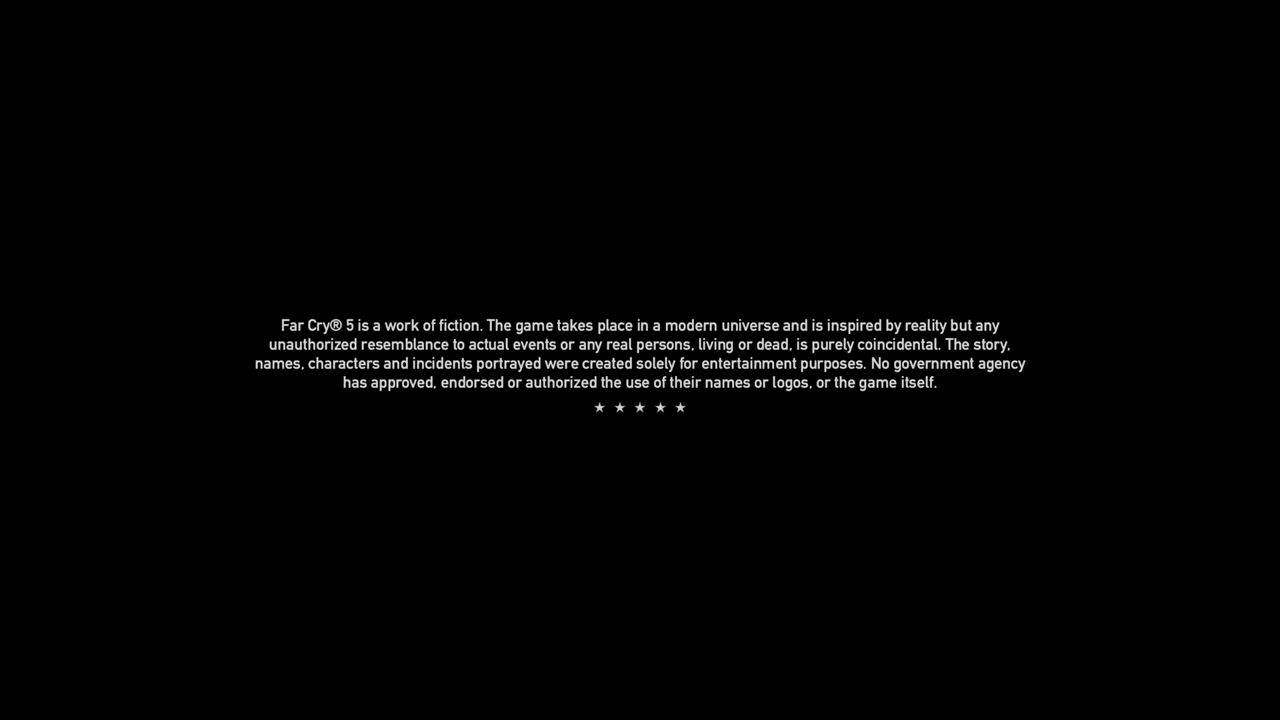 Far Cry® 5 is a work of fiction. The game takes place in a modern universe and is inspired by reality but any
unauthorized resemblance to actual events or any real persons, living or dead, is purely coincidental. The story,
names, characters and incidents portrayed were created solely for entertainment purposes. No government agency
has approved, endorsed or authorized the use of their names or logos, or the game itself.
★ ★ ★ ★ ★